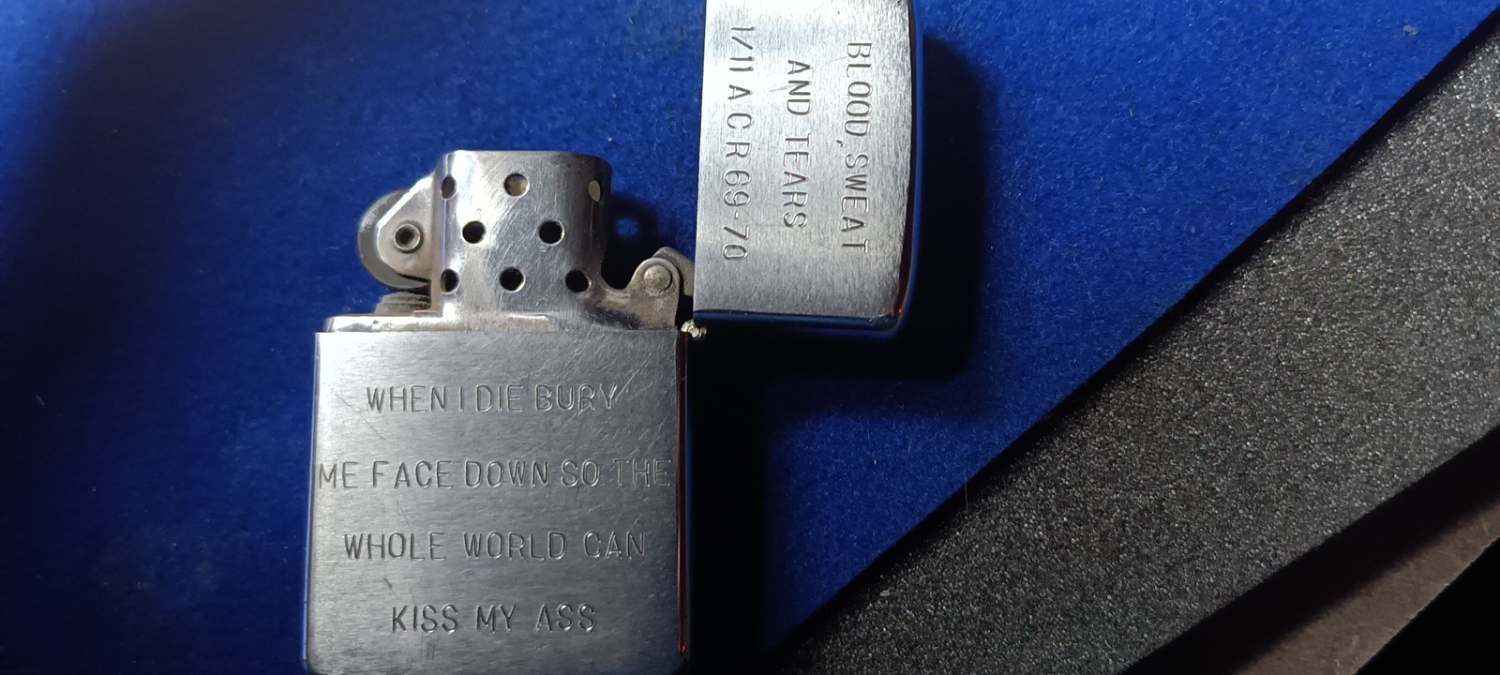 BLOOD, SWEAT
AND TEARS
1/11 A C R 69-70
WHEN I DIE BURY
ME FACE DOWN SO THE
WHOLE WORLD CAN
KISS MY ASS